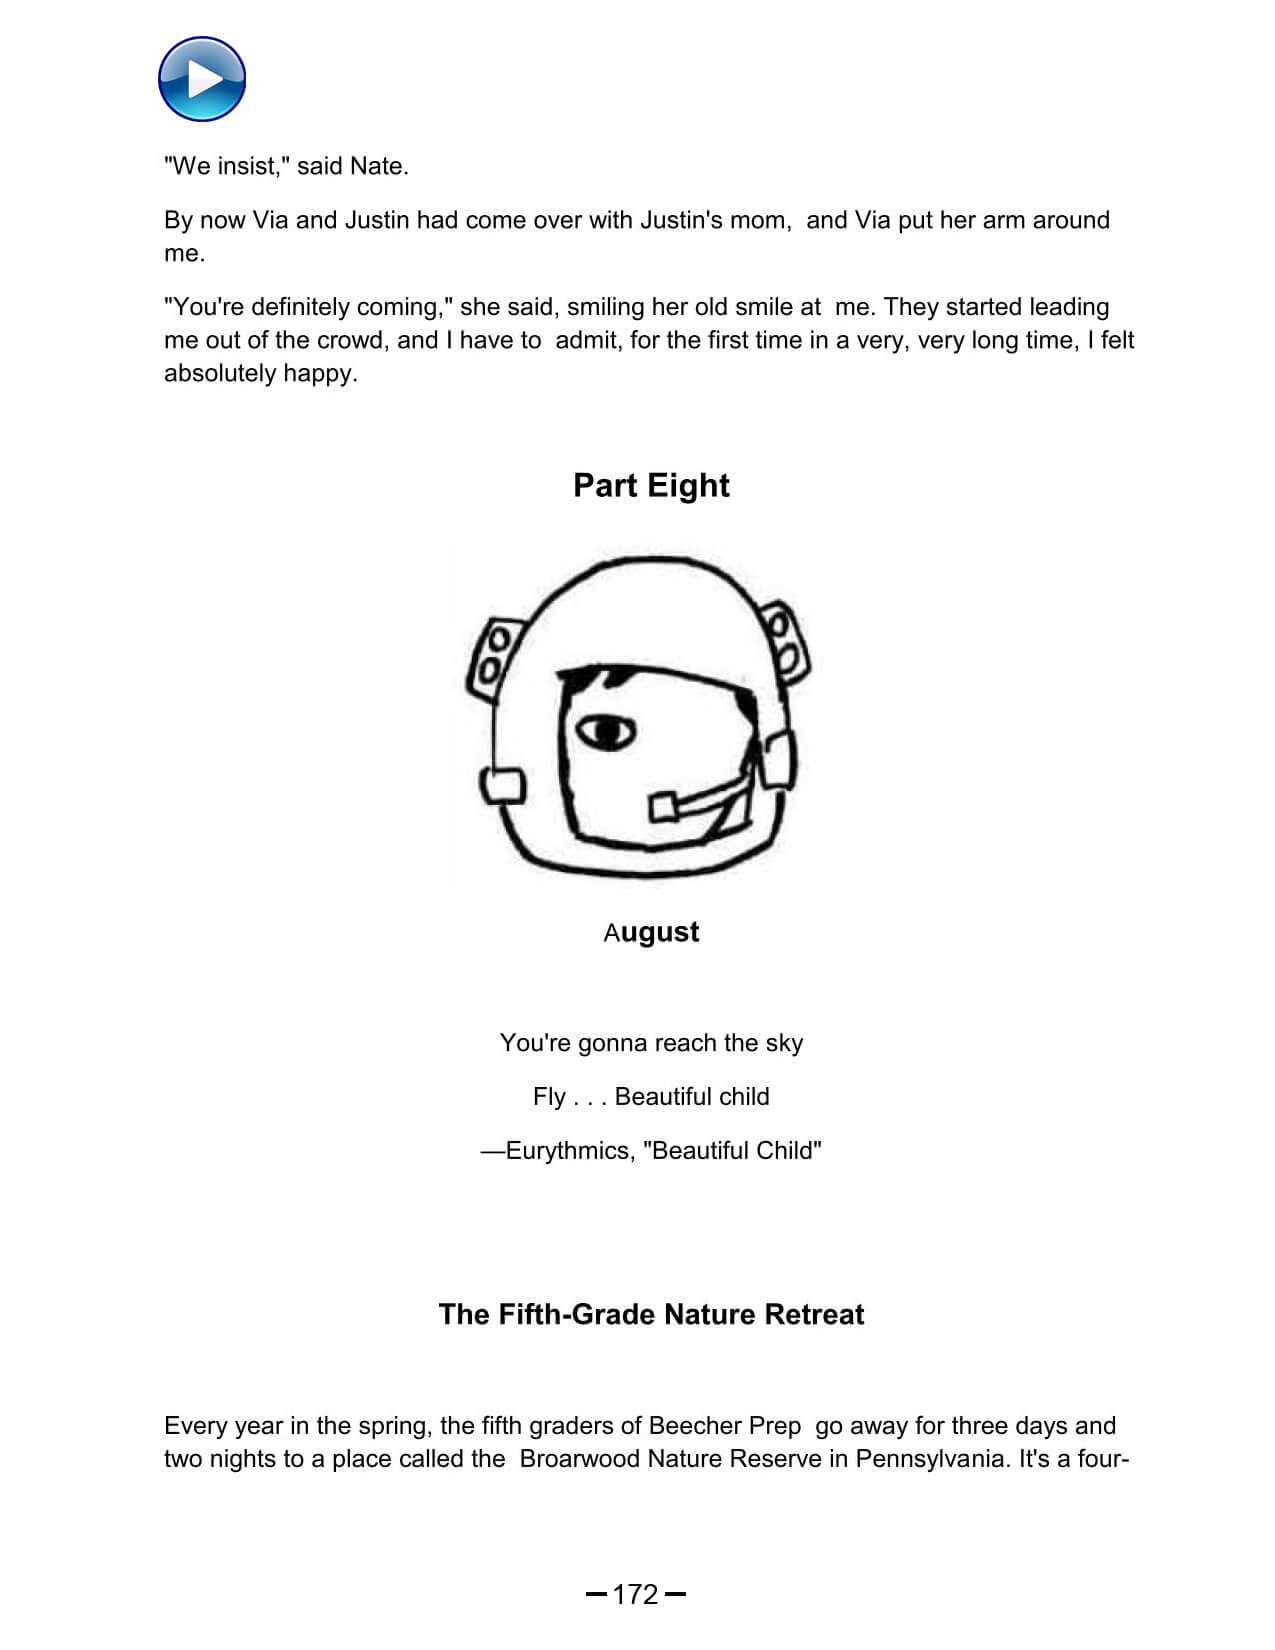 "We insist," said Nate.
By now Via and Justin had come over with Justin's mom,  and Via put her arm around
me.
"You're definitely coming," she said, smiling her old smile at  me. They started leading
me out of the crowd, and I have to  admit, for the first time in a very, very long time, I felt
absolutely happy.
Part Eight
August
You're gonna reach the sky
Fly . . . Beautiful child
—Eurythmics, "Beautiful Child"
The Fifth-Grade Nature Retreat
Every year in the spring, the fifth graders of Beecher Prep  go away for three days and
two nights to a place called the  Broarwood Nature Reserve in Pennsylvania. It's a four-
— 172 —